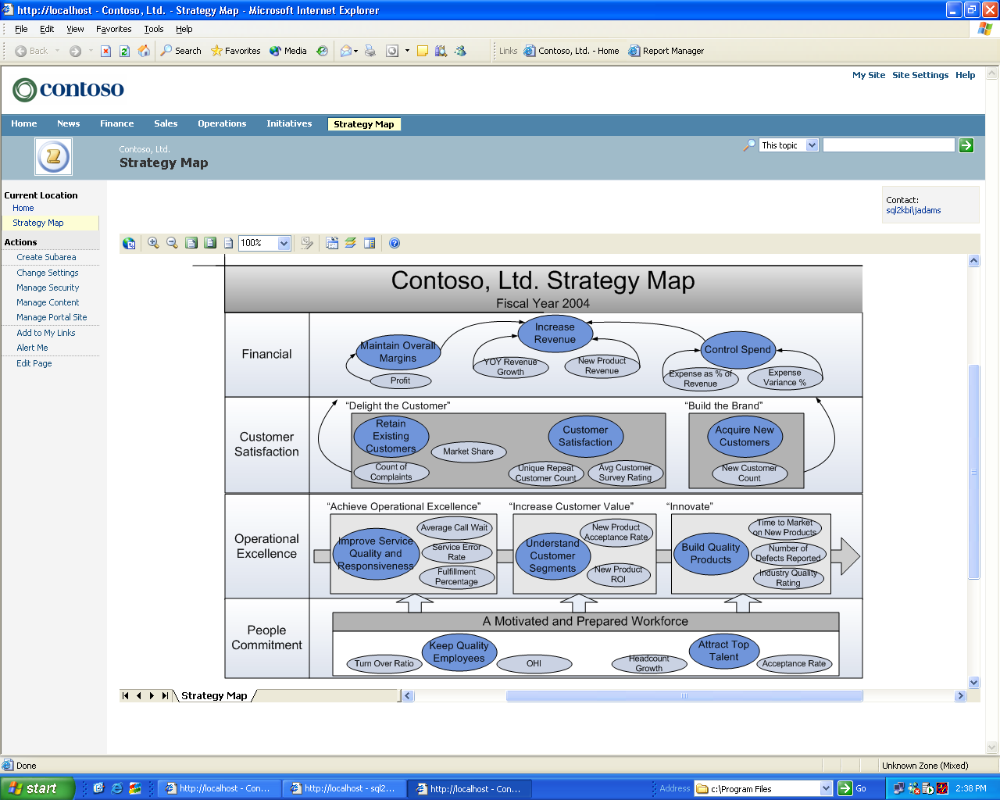 http://localhost - Contoso, Ltd. - Strategy Map - Microsoft Internet Explorer
File Edit View Favorites Tools Help
Back Search Favorites Media Links Contoso, Ltd. - Home Report Manager
My Site Site Settings Help
contoso
Home News Finance Sales Operations Initiatives Strategy Map
Contoso, Ltd.
Strategy Map
This topic
Current Location
Home
Strategy Map
Actions
Create Subarea
Change Settings
Manage Security
Manage Content
Manage Portal Site
Add to My Links
Alert Me
Edit Page
Contact:
sql2kbi\jadams
100%
Contoso, Ltd. Strategy Map
Fiscal Year 2004
Financial
Maintain Overall
Margins
Profit
Increase
Revenue
YOY Revenue
Growth
New Product
Revenue
Control Spend
Expense as % of
Revenue
Expense
Variance %
Customer
Satisfaction
“Delight the Customer”
Retain
Existing
Customers
Count of
Complaints
Market Share
Customer
Satisfaction
Unique Repeat
Customer Count
Avg Customer
Survey Rating
“Build the Brand”
Acquire New
Customers
New Customer
Count
Operational
Excellence
“Achieve Operational Excellence”
Improve Service
Quality and
Responsiveness
Average Call Wait
Service Error
Rate
Fulfillment
Percentage
“Increase Customer Value”
Understand
Customer
Segments
New Product
Acceptance Rate
New Product
ROI
“Innovate”
Build Quality
Products
Time to Market
on New Products
Number of
Defects Reported
Industry Quality
Rating
People
Commitment
A Motivated and Prepared Workforce
Turn Over Ratio
Keep Quality
Employees
OHI
Headcount
Growth
Attract Top
Talent
Acceptance Rate
Strategy Map
Done
Unknown Zone (Mixed)
start http://localhost - Con... http://localhost - sql2... http://localhost - Con... Address c:\Program Files Go 2:38 PM